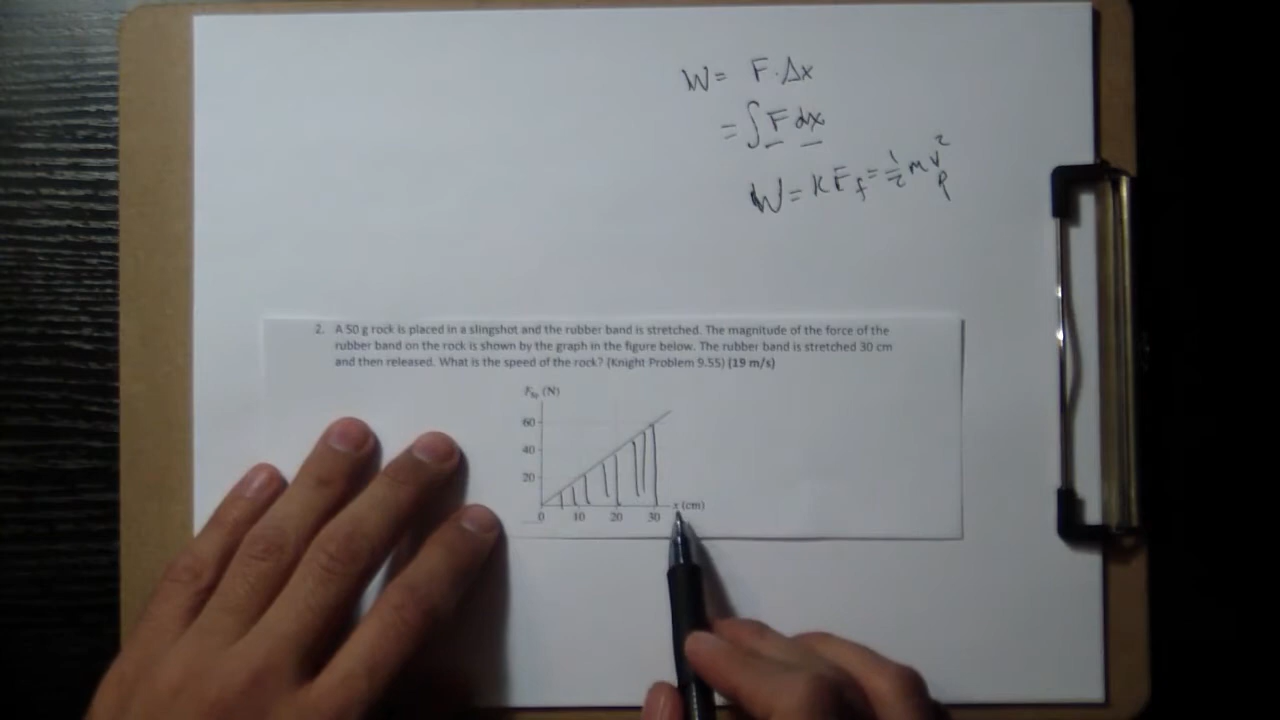 W = F · Δx
= ∫ F dx
W = KE f = 1/2 m v²
2. A 50 g rock is placed in a slingshot and the rubber band is stretched. The magnitude of the force of the
rubber band on the rock is shown by the graph in the figure below. The rubber band is stretched 30 cm
and then released. What is the speed of the rock? (Knight Problem 9.55) (19 m/s)
(N)
60
40
20
0 10 20 30 x (cm)